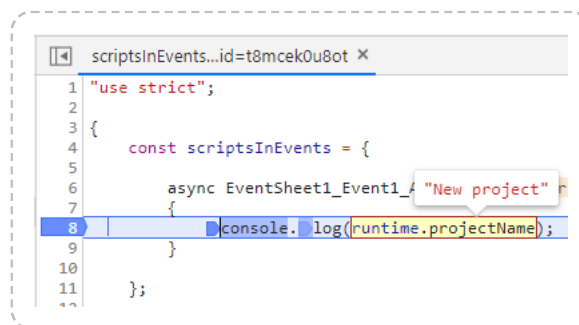 scriptsInEvents...id=t8mcek0u8ot ×
1 "use strict";
2
3 {
4 const scriptsInEvents = {
5
6 async EventSheet1_Event1_A
"New project"
7 {
8 console.log(runtime.projectName);
9 }
10
11 };